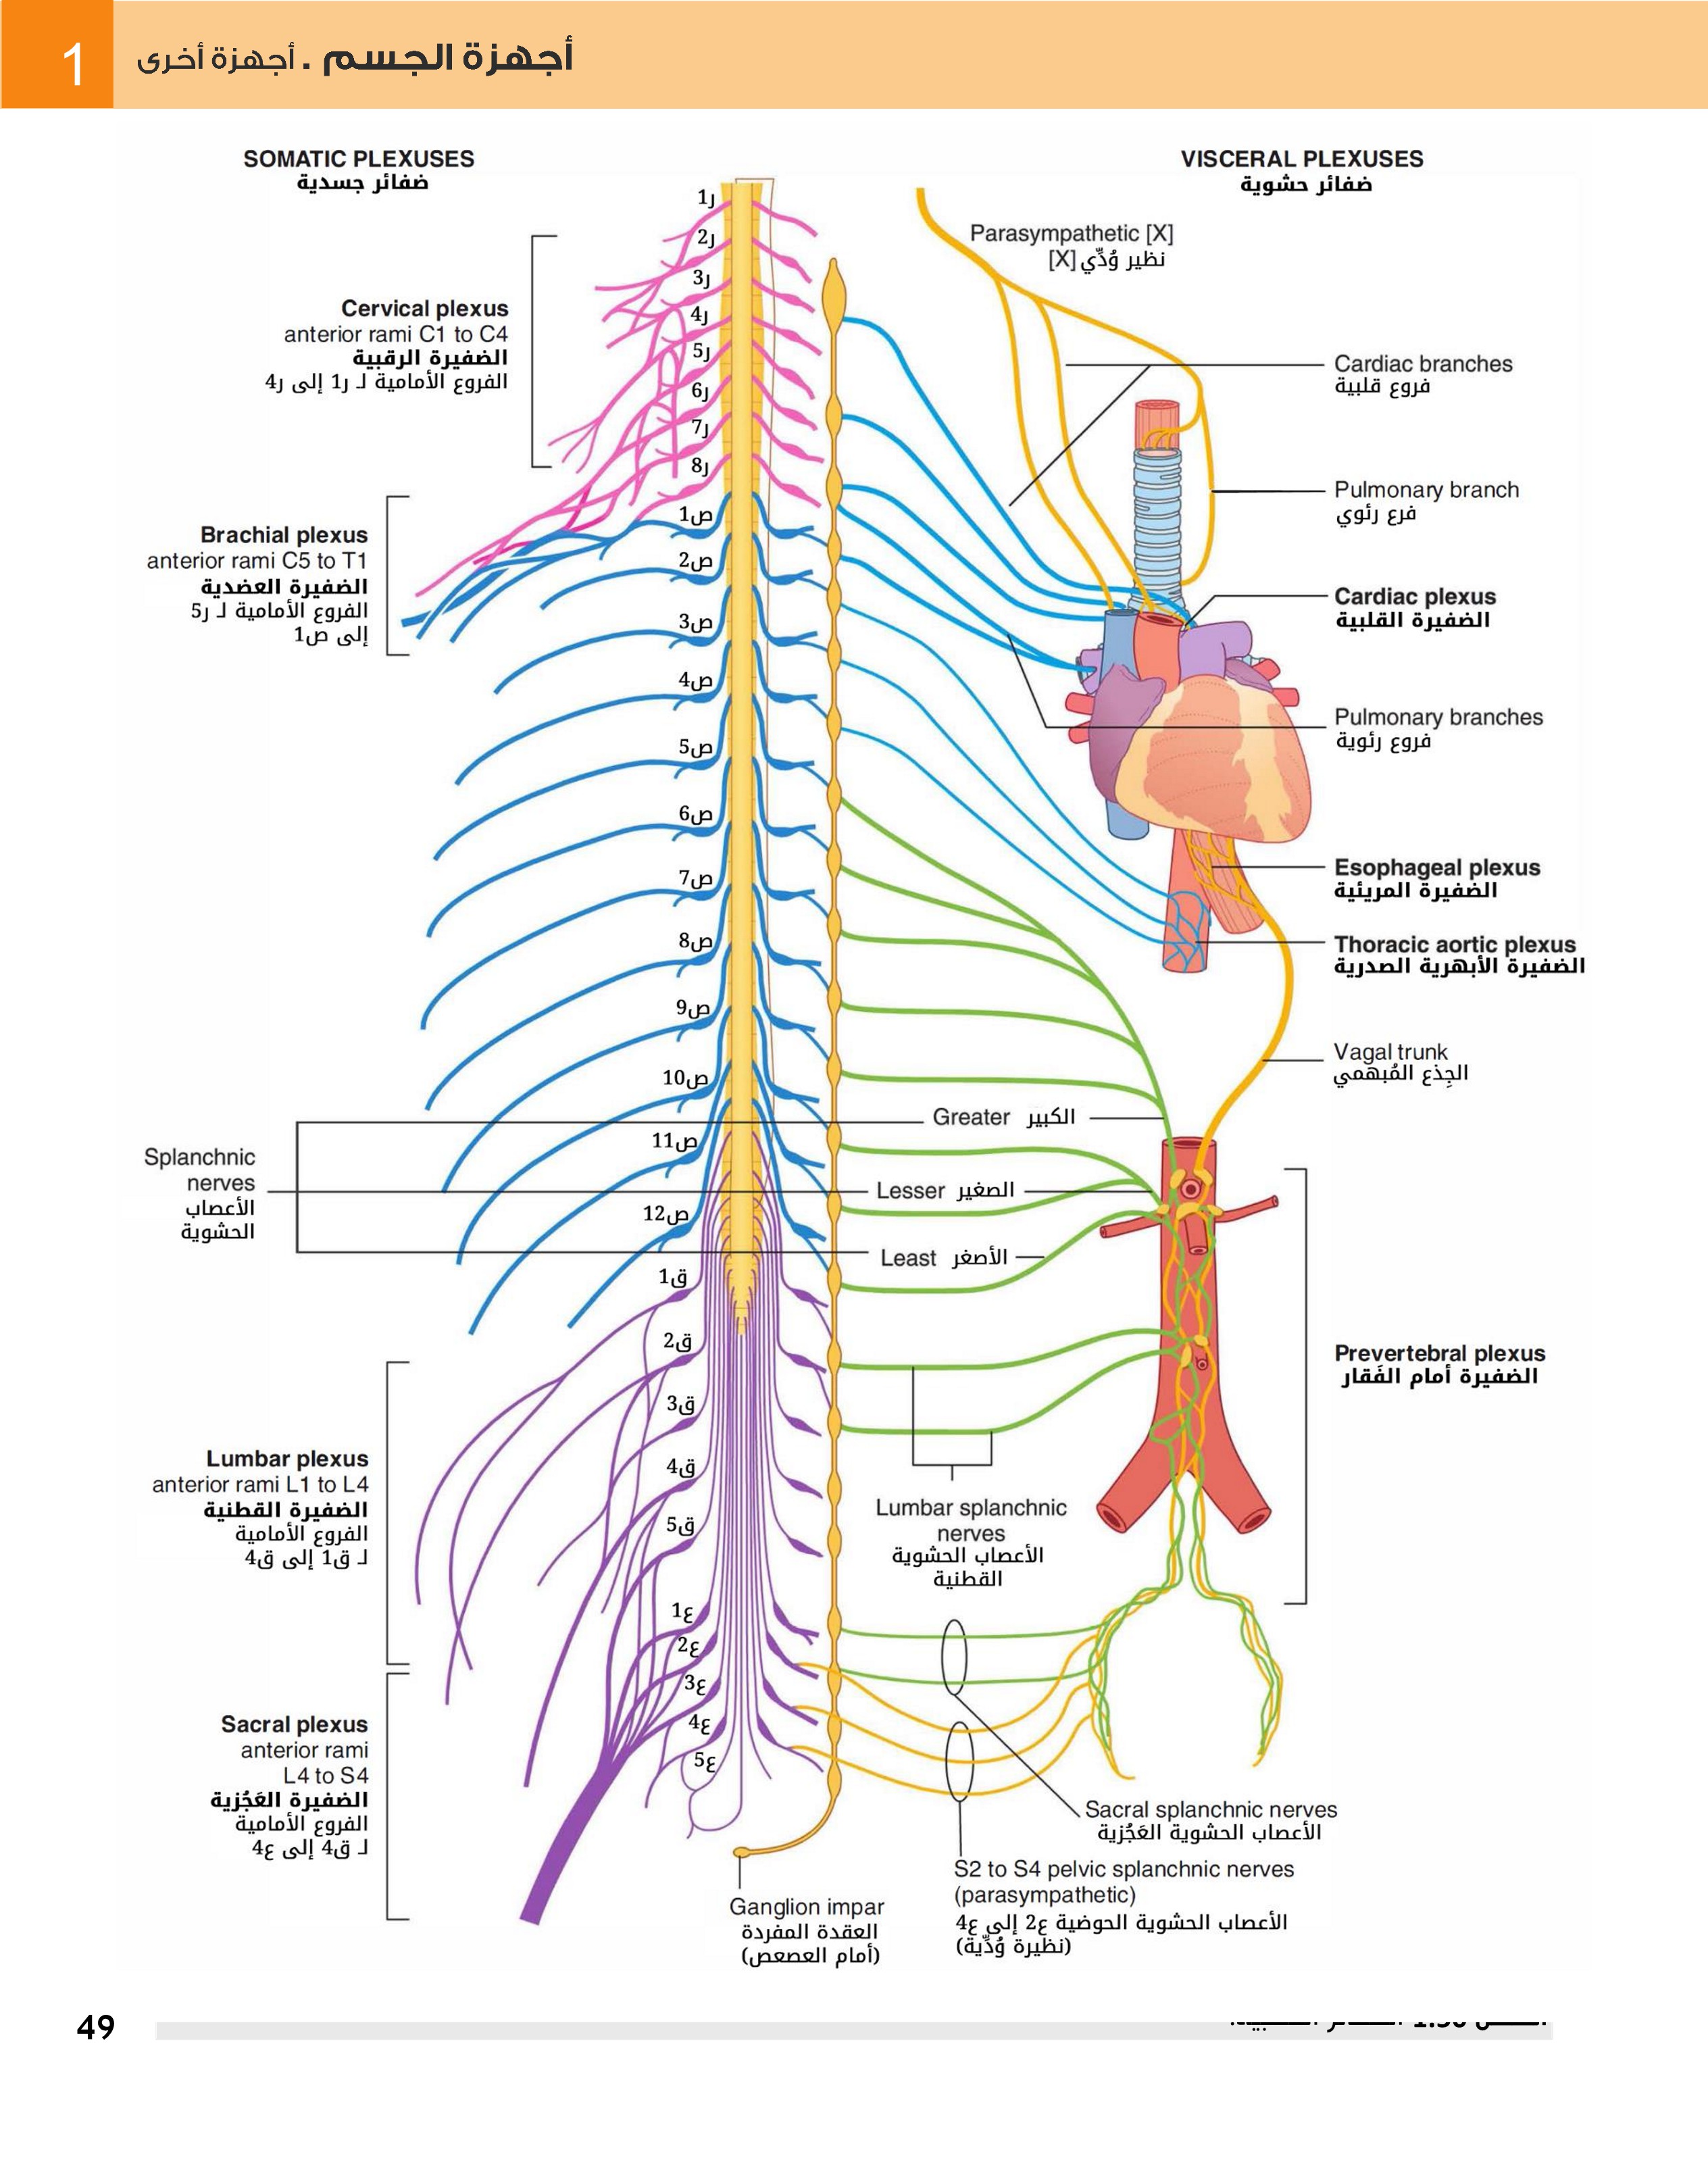 1
أجهزة الجسم . أجهزة أخرى
SOMATIC PLEXUSES
ضفائر جسدية
VISCERAL PLEXUSES
ضفائر حشوية
Parasympathetic [X]
نظير وُدِّي [X]
ر1
ر2
ر3
ر4
ر5
ر6
ر7
ر8
ص1
ص2
ص3
ص4
ص5
ص6
ص7
ص8
ص9
ص10
ص11
ص12
ق1
ق2
ق3
ق4
ق5
ع1
ع2
ع3
ع4
ع5
Cervical plexus
anterior rami C1 to C4
الضفيرة الرقبية
الفروع الأمامية لـ ر1 إلى ر4
Brachial plexus
anterior rami C5 to T1
الضفيرة العضدية
الفروع الأمامية لـ ر5
إلى ص1
Splanchnic
nerves
الأعصاب
الحشوية
Lumbar plexus
anterior rami L1 to L4
الضفيرة القطنية
الفروع الأمامية
لـ ق1 إلى ق4
Sacral plexus
anterior rami
L4 to S4
الضفيرة العَجُزية
الفروع الأمامية
لـ ق4 إلى ع4
Cardiac branches
فروع قلبية
Pulmonary branch
فرع رئوي
Cardiac plexus
الضفيرة القلبية
Pulmonary branches
فروع رئوية
Esophageal plexus
الضفيرة المريئية
Thoracic aortic plexus
الضفيرة الأبهرية الصدرية
Vagal trunk
الجِذع المُبهَمي
Greater الكبير
Lesser الصغير
Least الأصغر
Prevertebral plexus
الضفيرة أمام الفَقار
Lumbar splanchnic
nerves
الأعصاب الحشوية
القطنية
Sacral splanchnic nerves
الأعصاب الحشوية العَجُزية
S2 to S4 pelvic splanchnic nerves
(parasympathetic)
الأعصاب الحشوية الحوضية ع2 إلى ع4
(نظيرة وُدِّية)
Ganglion impar
العقدة المفردة
(أمام العصعص)
49